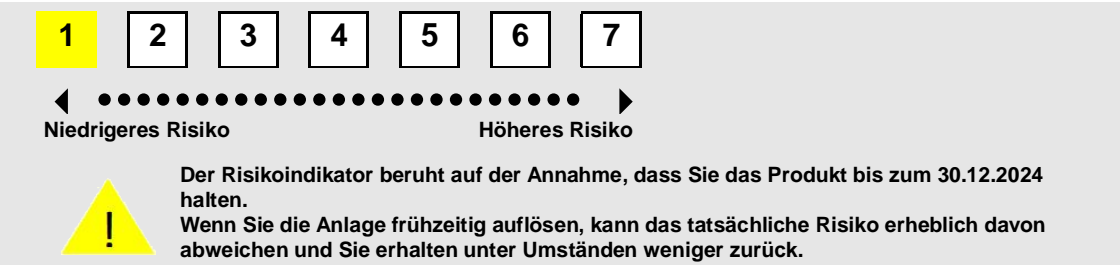 1 2 3 4 5 6 7
Niedrigeres Risiko Höheres Risiko
Der Risikoindikator beruht auf der Annahme, dass Sie das Produkt bis zum 30.12.2024
halten.
Wenn Sie die Anlage frühzeitig auflösen, kann das tatsächliche Risiko erheblich davon
abweichen und Sie erhalten unter Umständen weniger zurück.
!